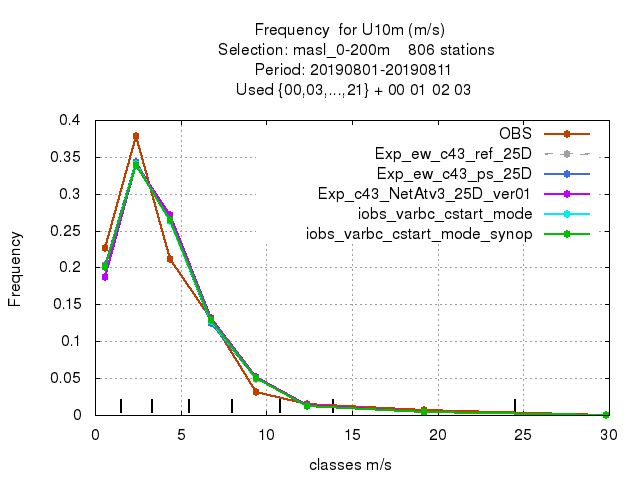 Frequency  for U10m (m/s)
Selection: masl_0-200m    806 stations
Period: 20190801-20190811
Used {00,03,...,21} + 00 01 02 03
0.4
0.35
0.3
0.25
0.2
0.15
0.1
0.05
0
Frequency
OBS
Exp_ew_c43_ref_25D
Exp_ew_c43_ps_25D
Exp_c43_NetAtv3_25D_ver01
iobs_varbc_cstart_mode
iobs_varbc_cstart_mode_synop
0 5 10 15 20 25 30
classes m/s